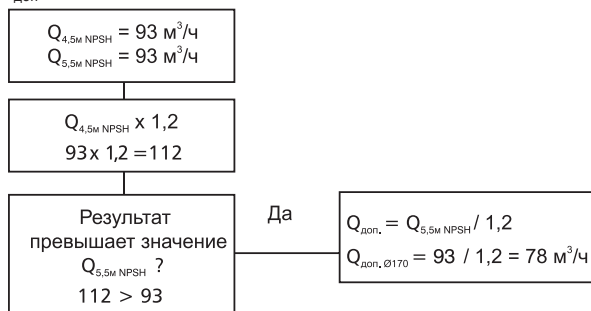 доп
Q4,5м NPSH = 93 м³/ч
Q5,5м NPSH = 93 м³/ч
Q4,5м NPSH x 1,2
93x 1,2 =112
Результат
превышает значение
Q5,5м NPSH ?
112 > 93
Да
Qдоп. = Q5,5м NPSH / 1,2
Qдоп. Ø170 = 93 / 1,2 = 78 м³/ч